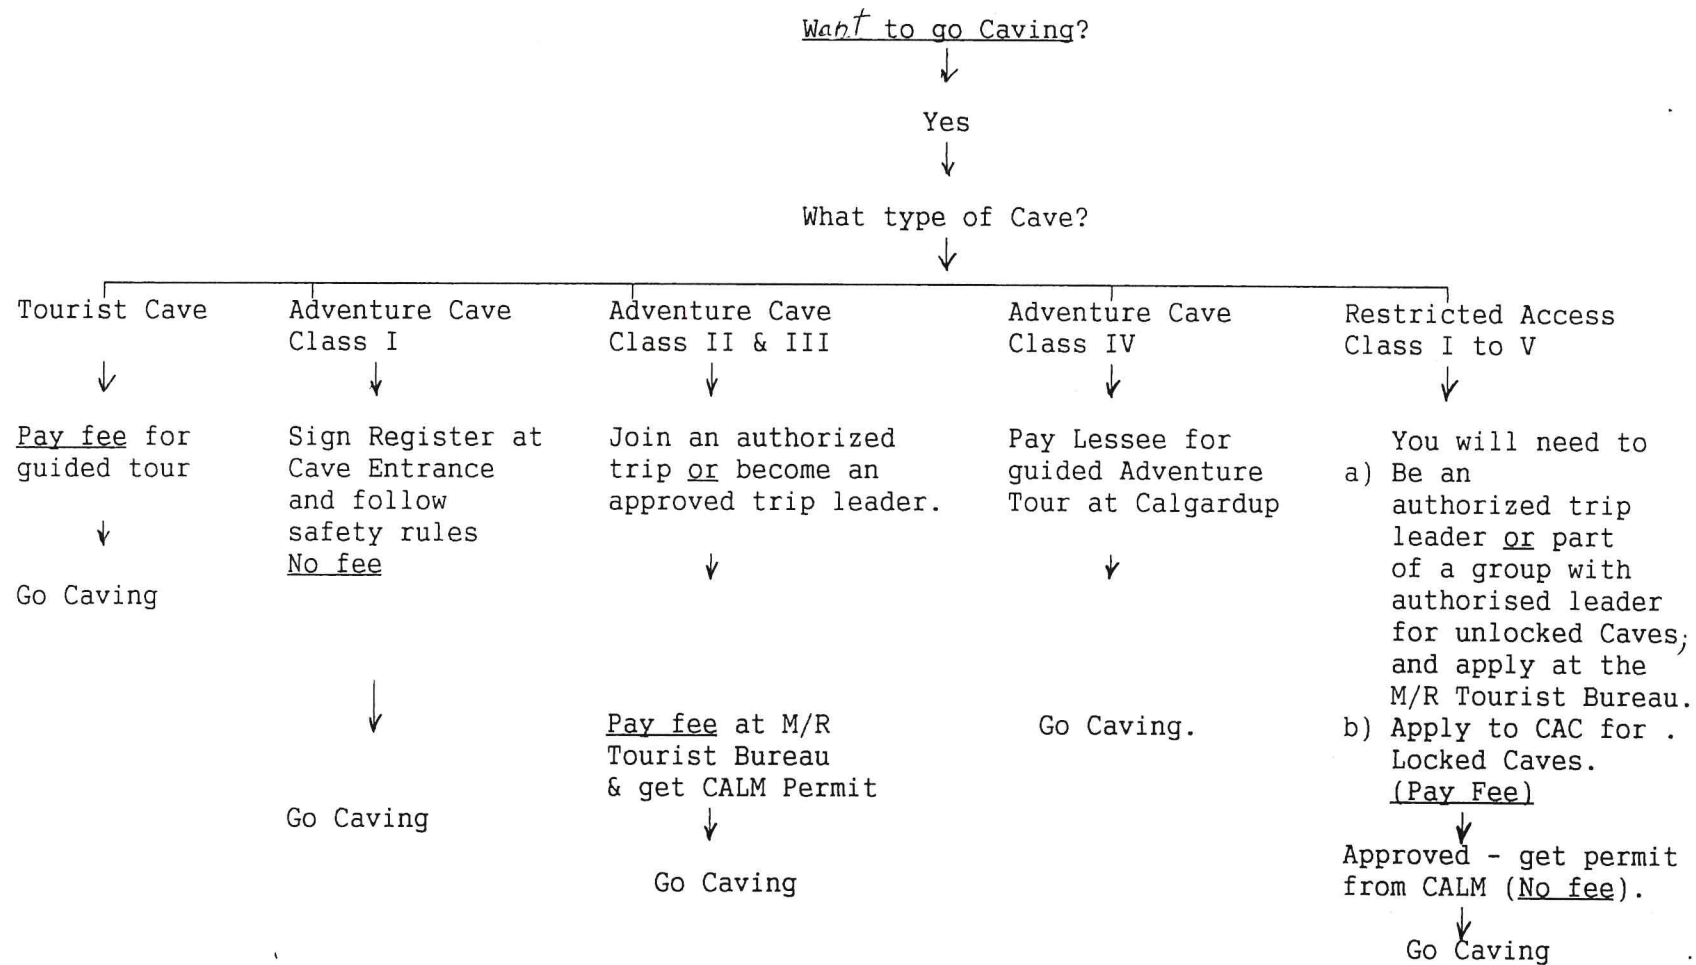 Want to go Caving?
Yes
What type of Cave?
Tourist Cave
Pay fee for
guided tour
Go Caving
Adventure Cave
Class I
Sign Register at
Cave Entrance
and follow
safety rules
No fee
Go Caving
Adventure Cave
Class II & III
Join an authorized
trip or become an
approved trip leader.
Pay fee at M/R
Tourist Bureau
& get CALM Permit
Go Caving
Adventure Cave
Class IV
Pay Lessee for
guided Adventure
Tour at Calgardup
Go Caving.
Restricted Access
Class I to V
You will need to
a) Be an
authorized trip
leader or part
of a group with
authorised leader
for unlocked Caves;
and apply at the
M/R Tourist Bureau.
b) Apply to CAC for .
Locked Caves.
(Pay Fee)
Approved - get permit
from CALM (No fee).
Go Caving